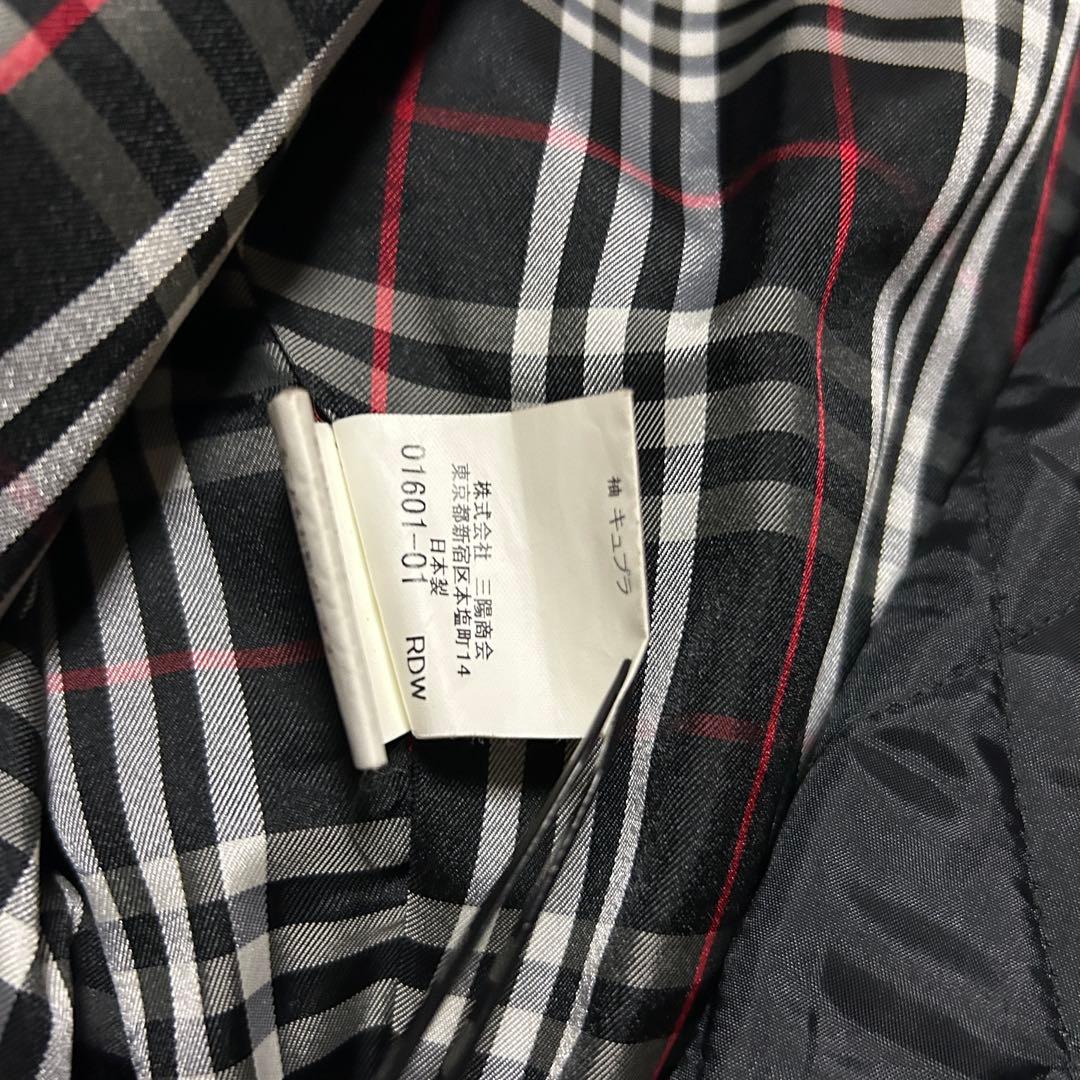 袖 キュプラ
株式会社 三陽商会
東京都新宿区本塩町14
日本製
01601-01 RDW